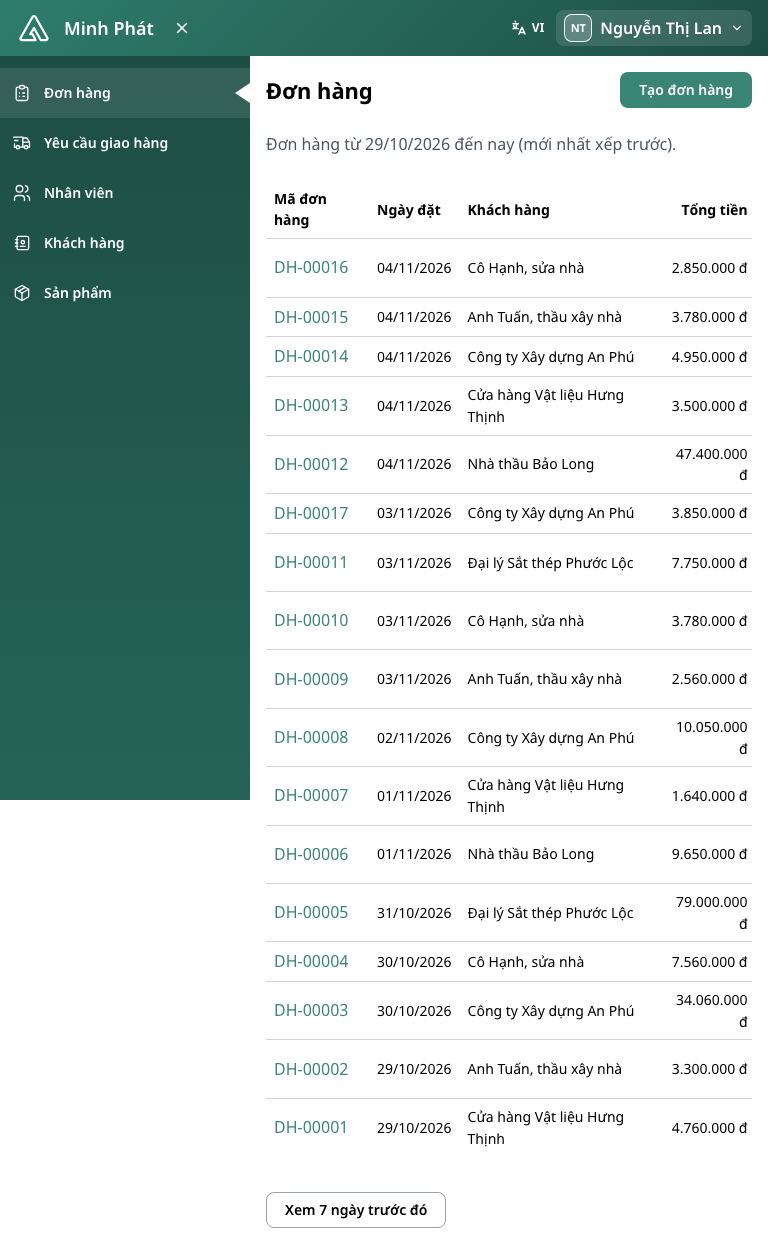 Minh Phát
VI
NT
Nguyễn Thị Lan
Đơn hàng
Yêu cầu giao hàng
Nhân viên
Khách hàng
Sản phẩm
Đơn hàng
Tạo đơn hàng
Đơn hàng từ 29/10/2026 đến nay (mới nhất xếp trước).
Mã đơn
hàng
Ngày đặt
Khách hàng
Tổng tiền
DH-00016 04/11/2026 Cô Hạnh, sửa nhà 2.850.000 đ
DH-00015 04/11/2026 Anh Tuấn, thầu xây nhà 3.780.000 đ
DH-00014 04/11/2026 Công ty Xây dựng An Phú 4.950.000 đ
DH-00013 04/11/2026 Cửa hàng Vật liệu Hưng
Thịnh
3.500.000 đ
DH-00012 04/11/2026 Nhà thầu Bảo Long 47.400.000
đ
DH-00017 03/11/2026 Công ty Xây dựng An Phú 3.850.000 đ
DH-00011 03/11/2026 Đại lý Sắt thép Phước Lộc 7.750.000 đ
DH-00010 03/11/2026 Cô Hạnh, sửa nhà 3.780.000 đ
DH-00009 03/11/2026 Anh Tuấn, thầu xây nhà 2.560.000 đ
DH-00008 02/11/2026 Công ty Xây dựng An Phú 10.050.000
đ
DH-00007 01/11/2026 Cửa hàng Vật liệu Hưng
Thịnh
1.640.000 đ
DH-00006 01/11/2026 Nhà thầu Bảo Long 9.650.000 đ
DH-00005 31/10/2026 Đại lý Sắt thép Phước Lộc 79.000.000
đ
DH-00004 30/10/2026 Cô Hạnh, sửa nhà 7.560.000 đ
DH-00003 30/10/2026 Công ty Xây dựng An Phú 34.060.000
đ
DH-00002 29/10/2026 Anh Tuấn, thầu xây nhà 3.300.000 đ
DH-00001 29/10/2026 Cửa hàng Vật liệu Hưng
Thịnh
4.760.000 đ
Xem 7 ngày trước đó